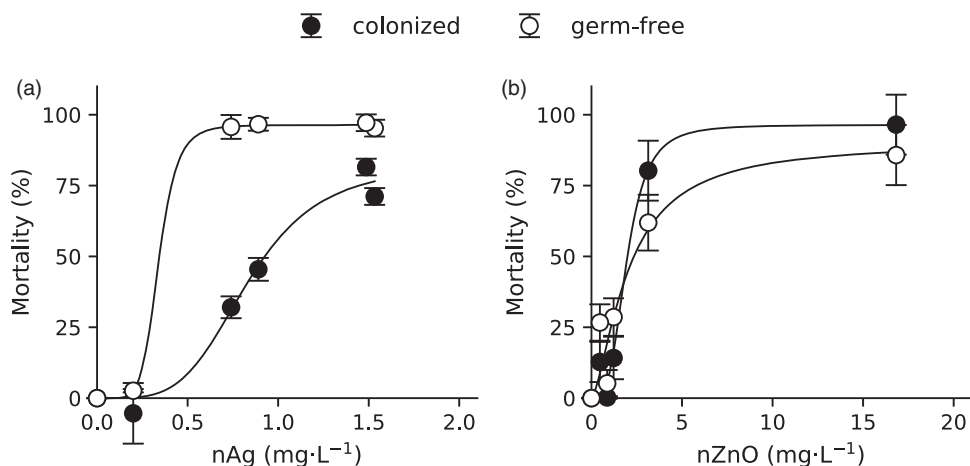 colonized germ-free
(a) (b)
100 100
75 75
50 50
25 25
0 0
0.0 0.5 1.0 1.5 2.0 0 5 10 15 20
Mortality (%) Mortality (%)
nAg (mg·L⁻¹) nZnO (mg·L⁻¹)